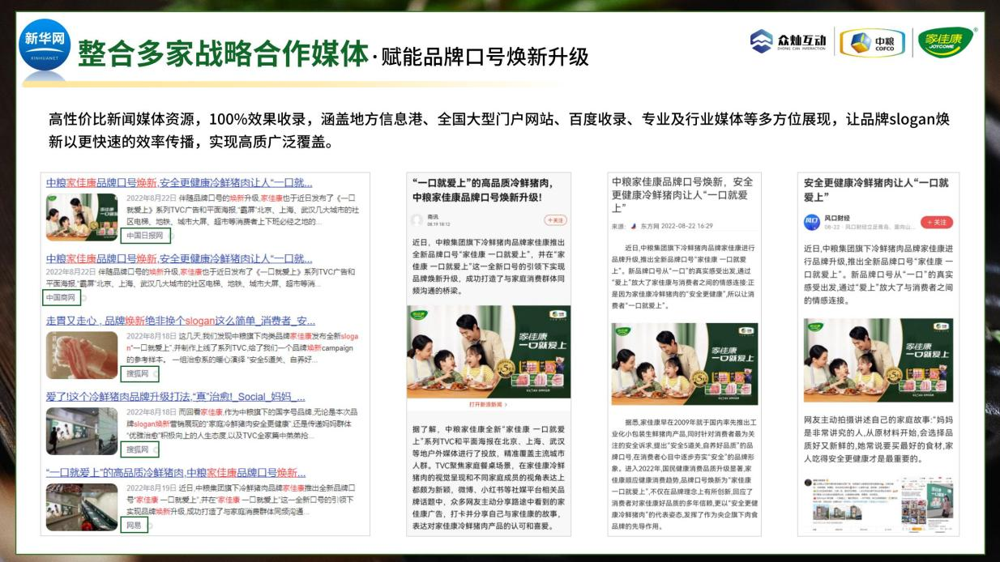 新华网
XINHUANET
整合多家战略合作媒体·赋能品牌口号焕新升级
众灿互动
ZHONG CAN INTERACTION
中粮
COFCO
家佳康
JOYCOME
高性价比新闻媒体资源，100%效果收录，涵盖地方信息港、全国大型门户网站、百度收录、专业及行业媒体等多方位展现，让品牌slogan焕
新以更快速的效率传播，实现高质广泛覆盖。
中粮家佳康品牌口号焕新,安全更健康冷鲜猪肉让人“一口就...
2022年8月22日 伴随品牌口号的焕新升级,家佳康也于近日发布了《一口
就爱上》系列TVC广告和平面海报,“霸屏”北京、上海、武汉几大城市的社
区电梯、地铁、城市大屏、超市等消费者上下班必经之地的...
中国日报网
中粮家佳康品牌口号焕新,安全更健康冷鲜猪肉让人“一口就...
2022年8月22日 伴随品牌口号的焕新升级,家佳康也于近日发布了《一口就爱上》系列TVC广告和
平面海报,“霸屏”北京、上海、武汉几大城市的社区电梯、地铁、城市大屏、超市等消...
中国商网
走胃又走心 , 品牌焕新绝非换个slogan这么简单_消费者_安...
2022年8月18日 这几天,我们发现中粮旗下肉类品牌家佳康发布全新sloga
n“一口就爱上”,并制作上线了系列TVC,给了我们一个品牌焕新campaign
的参考样本。 一组治愈系的暖心演绎 “安全5道关、自养好...
搜狐网
爱了!这个冷鲜猪肉品牌升级打法,“真”治愈!_Social_妈妈_...
2022年8月18日 而回看家佳康,作为中粮旗下的国字号品牌,无论是本次品
牌slogan焕新营销展现的“家庭冷鲜猪肉安全更健康”,还是传递妈妈群体
“优雅治愈”积极向上的人生态度,以及TVC全家篇中弟弟抢...
搜狐网
“一口就爱上”的高品质冷鲜猪肉,中粮家佳康品牌口号焕新...
2022年8月19日 近日,中粮集团旗下冷鲜猪肉品牌家佳康推出全新品牌口
号“家佳康 一口就爱上”,并在“家佳康 一口就爱上”这一全新口号的引领下
实现品牌焕新升级,成功打造了与家庭消费群体同频沟通...
网易
“一口就爱上”的高品质冷鲜猪肉，
中粮家佳康品牌口号焕新升级!
商讯
08.19 18:12
+关注
近日，中粮集团旗下冷鲜猪肉品牌家佳康推出
全新品牌口号“家佳康 一口就爱上”，并在“家
佳康 一口就爱上”这一全新口号的引领下实现
品牌焕新升级，成功打造了与家庭消费群体同
频沟通的桥梁。
家佳康
一口就爱上
打开新浪新闻 >
据了解，中粮家佳康全新“家佳康 一口就爱
上”系列TVC和平面海报在北京、上海、武汉
等地户外媒体进行了投放，精准覆盖主流城市
人群。TVC聚焦家庭餐桌场景，在家佳康冷鲜
猪肉的视觉呈现和不同家庭成员的视角表达上
都颇为新颖，微博、小红书等社媒平台相关品
牌话题中，众多网友主动分享路途中看到的家
佳康广告、打卡并分享自己与家佳康的故事，
表达对家佳康冷鲜猪肉产品的认可和喜爱。
中粮家佳康品牌口号焕新，安全
更健康冷鲜猪肉让人“一口就爱
上”
来源： 东方网 2022-08-22 16:29
近日,中粮集团旗下冷鲜猪肉品牌家佳康进行
品牌升级,推出全新品牌口号“家佳康 一口就爱
上”。新品牌口号从“一口”的真实感受出发,通过
“爱上”放大了家佳康与消费者之间的情感连接:正
是因为家佳康冷鲜猪肉的“安全更健康”,所以让消
费者“一口就爱上”。
家佳康
一口就爱上
据悉,家佳康早在2009年就于国内率先推出工
业化小包装生鲜猪肉产品,同时针对消费者最为关
注的安全诉求,提出“安全5道关,自养好品质”的品
牌口号,在消费者心目中逐步夯实“安全”的品牌形
象。进入2022年,国民健康消费品质升级显著,家
佳康顺应健康消费趋势,品牌口号焕新为“家佳康
一口就爱上”,不仅在品牌理念上有所创新,回应了
消费者对家佳康好品质的多年信赖,更以“安全更健
康冷鲜猪肉”的代表姿态,发挥了作为央企旗下肉食
品牌的先导作用。
安全更健康冷鲜猪肉让人“一口就
爱上”
风口
风口财经
08-22 · 风口财经立足青岛、面向山...
+ 关注
近日,中粮集团旗下冷鲜猪肉品牌家佳康进
行品牌升级,推出全新品牌口号“家佳康 一
口就爱上”。新品牌口号从“一口”的真实
感受出发,通过“爱上”放大了与消费者之间
的情感连接。
家佳康
一口就爱上
网友主动拍摄讲述自己的家庭故事:“妈妈
是非常讲究的人,从原材料开始,会选择品
质好又新鲜的,她常说要买最好的食材,家
人吃得安全更健康才是最重要的。